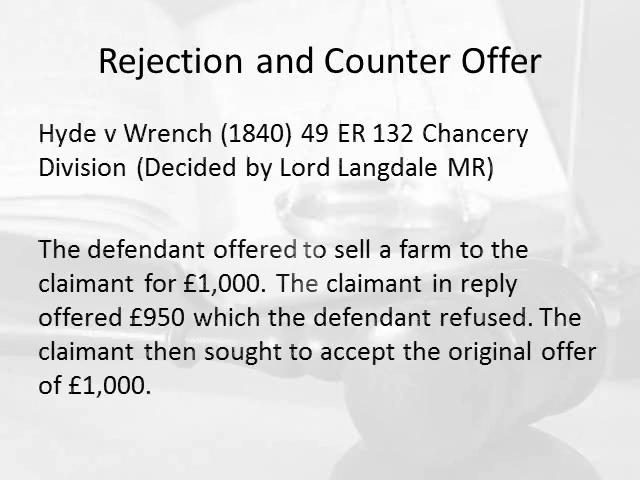 Rejection and Counter Offer
Hyde v Wrench (1840) 49 ER 132 Chancery
Division (Decided by Lord Langdale MR)
The defendant offered to sell a farm to the
claimant for £1,000. The claimant in reply
offered £950 which the defendant refused. The
claimant then sought to accept the original offer
of £1,000.